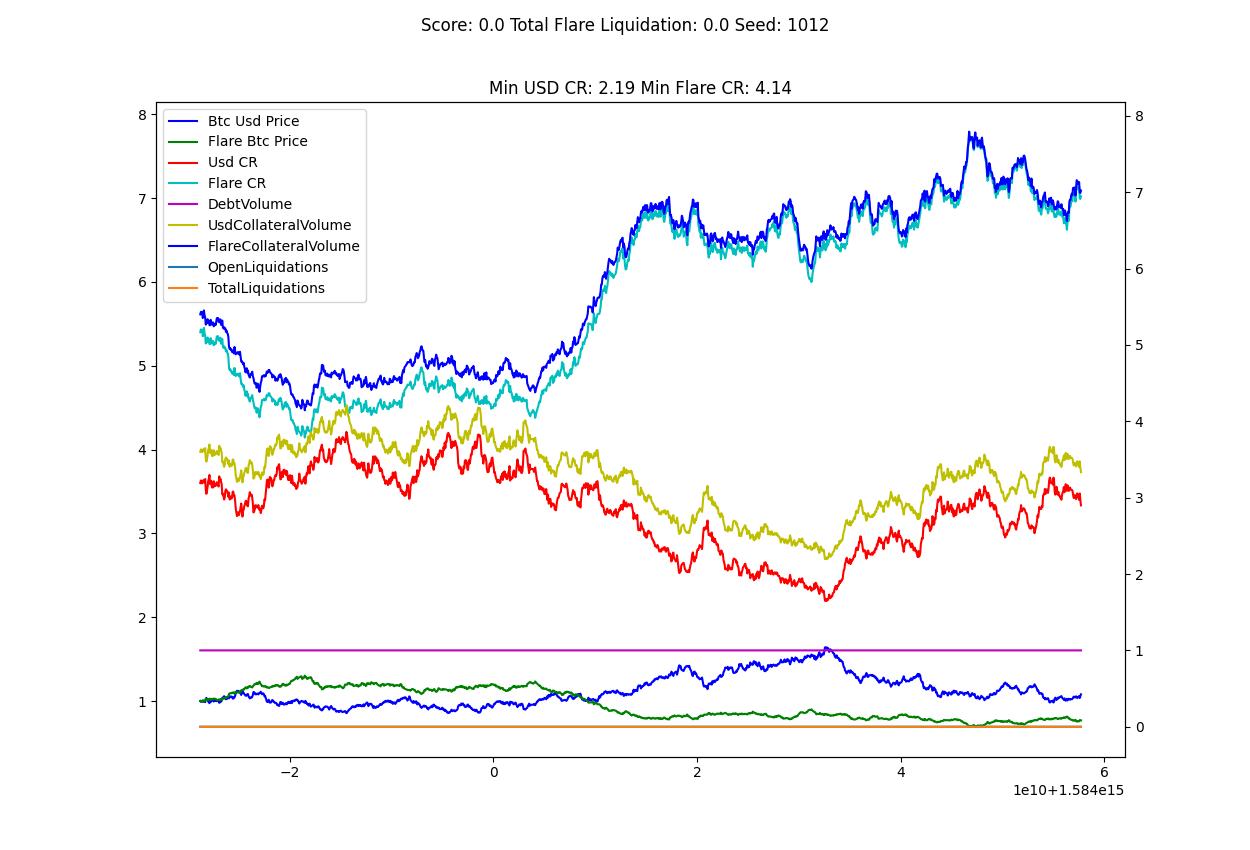 Score: 0.0 Total Flare Liquidation: 0.0 Seed: 1012
Min USD CR: 2.19 Min Flare CR: 4.14
Btc Usd Price
Flare Btc Price
Usd CR
Flare CR
DebtVolume
UsdCollateralVolume
FlareCollateralVolume
OpenLiquidations
TotalLiquidations
8
7
6
5
4
3
2
1
8
7
6
5
4
3
2
1
0
−2 0 2 4 6
1e10+1.584e15